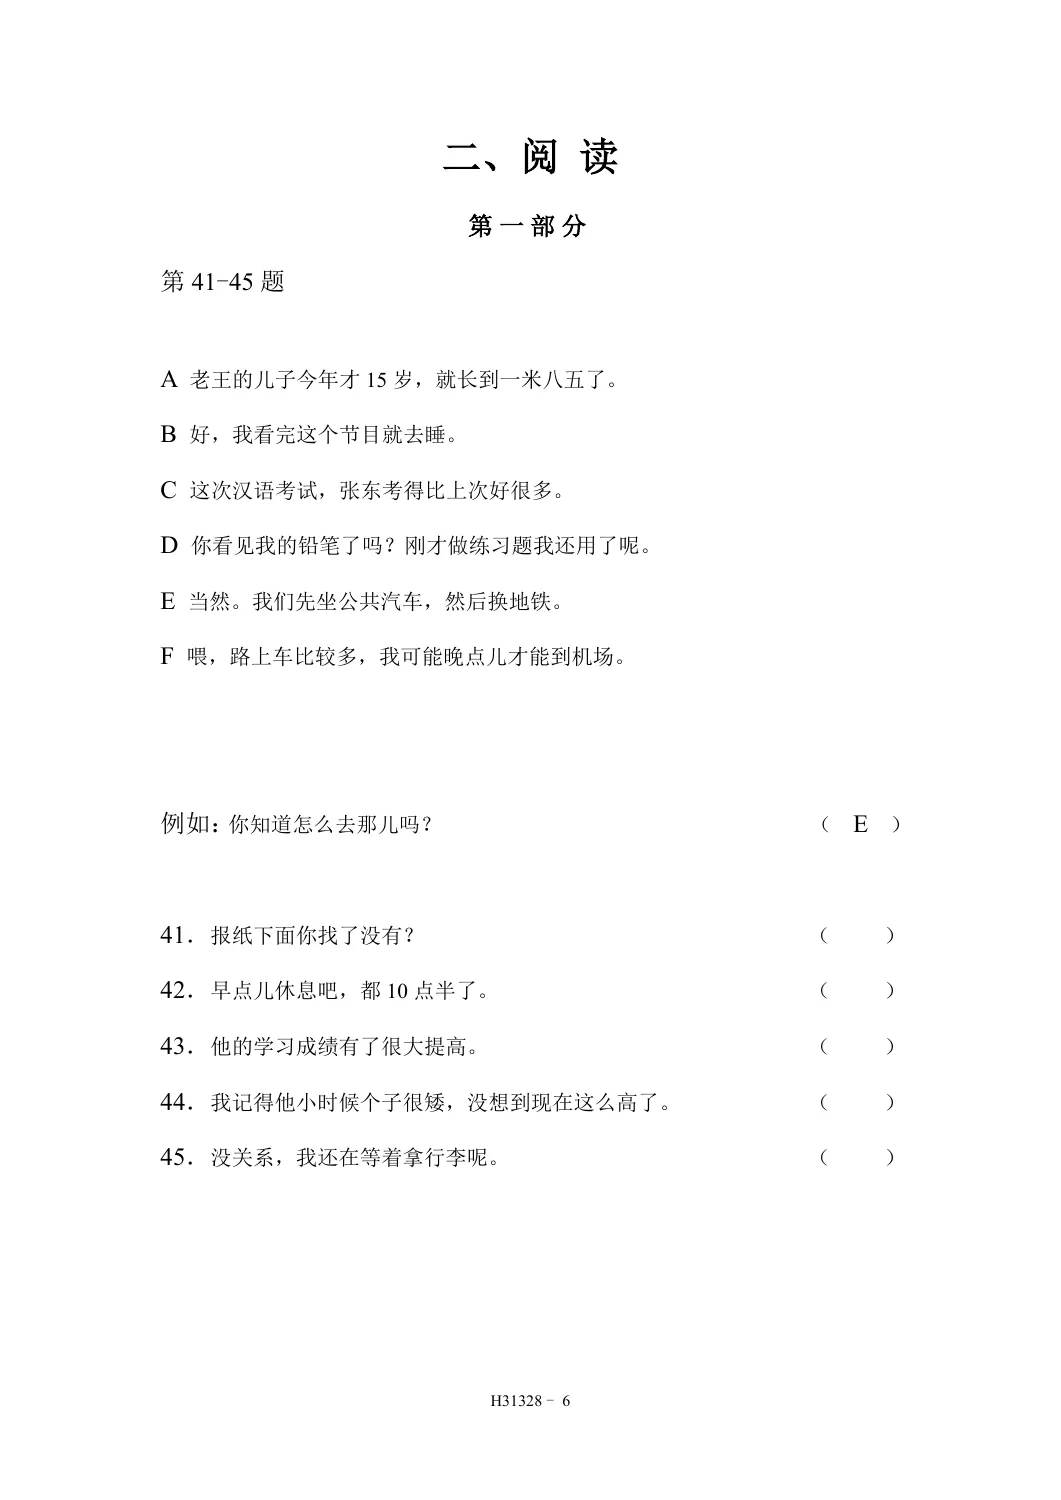 二、阅 读
第 一 部 分
第 41-45 题
A 老王的儿子今年才 15 岁，就长到一米八五了。
B 好，我看完这个节目就去睡。
C 这次汉语考试，张东考得比上次好很多。
D 你看见我的铅笔了吗？刚才做练习题我还用了呢。
E 当然。我们先坐公共汽车，然后换地铁。
F 喂，路上车比较多，我可能晚点儿才能到机场。
例如：你知道怎么去那儿吗？ （ E ）
41．报纸下面你找了没有？ （ ）
42．早点儿休息吧，都 10 点半了。 （ ）
43．他的学习成绩有了很大提高。 （ ）
44．我记得他小时候个子很矮，没想到现在这么高了。 （ ）
45．没关系，我还在等着拿行李呢。 （ ）
H31328 - 6